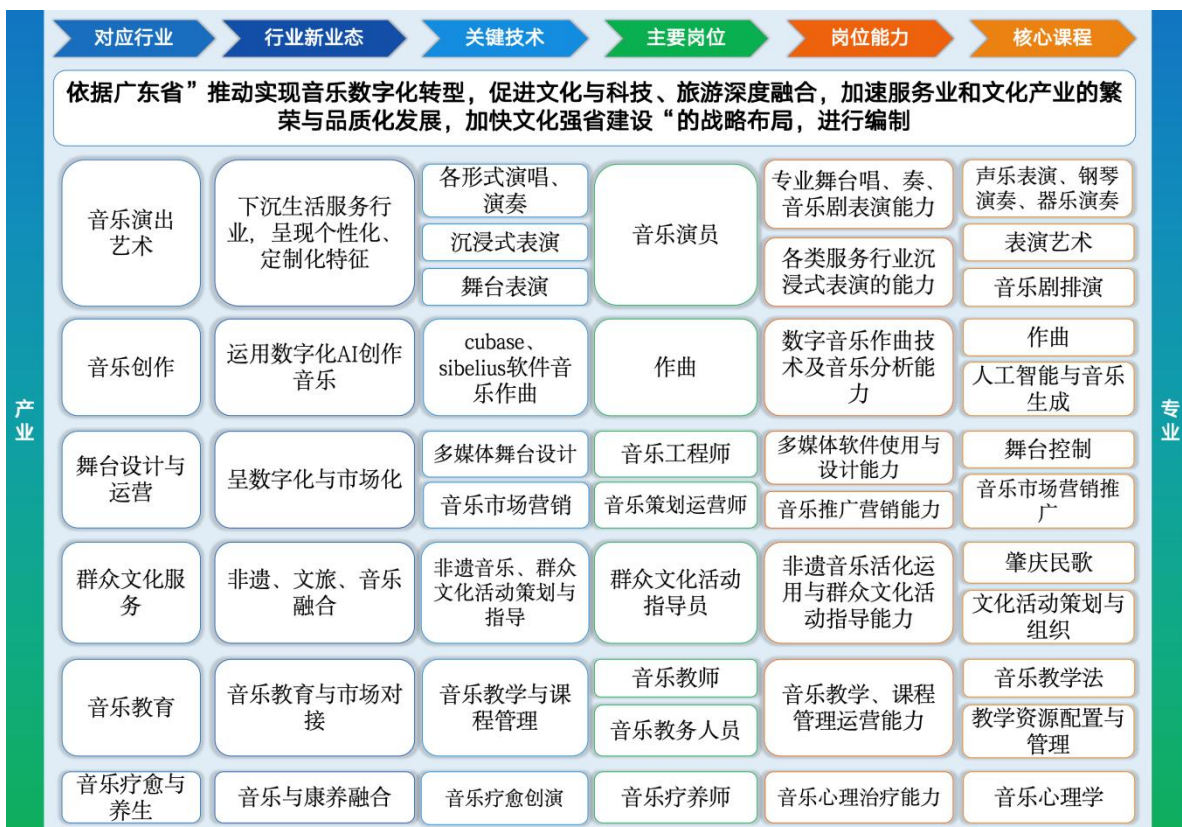 对应行业
行业新业态
关键技术
主要岗位
岗位能力
核心课程
依据广东省”推动实现音乐数字化转型，促进文化与科技、旅游深度融合，加速服务业和文化产业的繁
荣与品质化发展，加快文化强省建设“的战略布局，进行编制
产
业
音乐演出
艺术
下沉生活服务行
业，呈现个性化、
定制化特征
各形式演唱、
演奏
沉浸式表演
舞台表演
音乐演员
专业舞台唱、奏、
音乐剧表演能力
各类服务行业沉
浸式表演的能力
声乐表演、钢琴
演奏、器乐演奏
表演艺术
音乐剧排演
音乐创作
运用数字化AI创作
音乐
cubase、
sibelius软件音
乐作曲
作曲
数字音乐作曲技
术及音乐分析能
力
作曲
人工智能与音乐
生成
舞台设计与
运营
呈数字化与市场化
多媒体舞台设计
音乐市场营销
音乐工程师
音乐策划运营师
多媒体软件使用与
设计能力
音乐推广营销能力
舞台控制
音乐市场营销推
广
群众文化服
务
非遗、文旅、音乐
融合
非遗音乐、群众
文化活动策划与
指导
群众文化活动
指导员
非遗音乐活化运
用与群众文化活
动指导能力
肇庆民歌
文化活动策划与
组织
音乐教育
音乐教育与市场对
接
音乐教学与课
程管理
音乐教师
音乐教务人员
音乐教学、课程
管理运营能力
音乐教学法
教学资源配置与
管理
音乐疗愈与
养生
音乐与康养融合
音乐疗愈创演
音乐疗养师
音乐心理治疗能力
音乐心理学
专
业